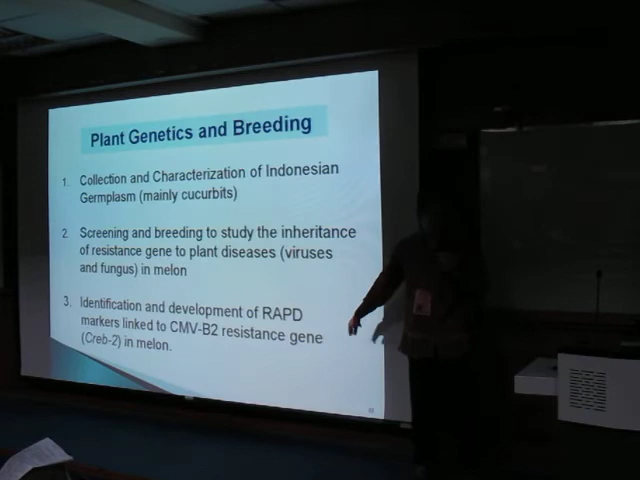 Plant Genetics and Breeding
1. Collection and Characterization of Indonesian
Germplasm (mainly cucurbits)
2. Screening and breeding to study the inheritance
of resistance gene to plant diseases (viruses
and fungus) in melon
3. Identification and development of RAPD
markers linked to CMV-B2 resistance gene
(Creb-2) in melon.